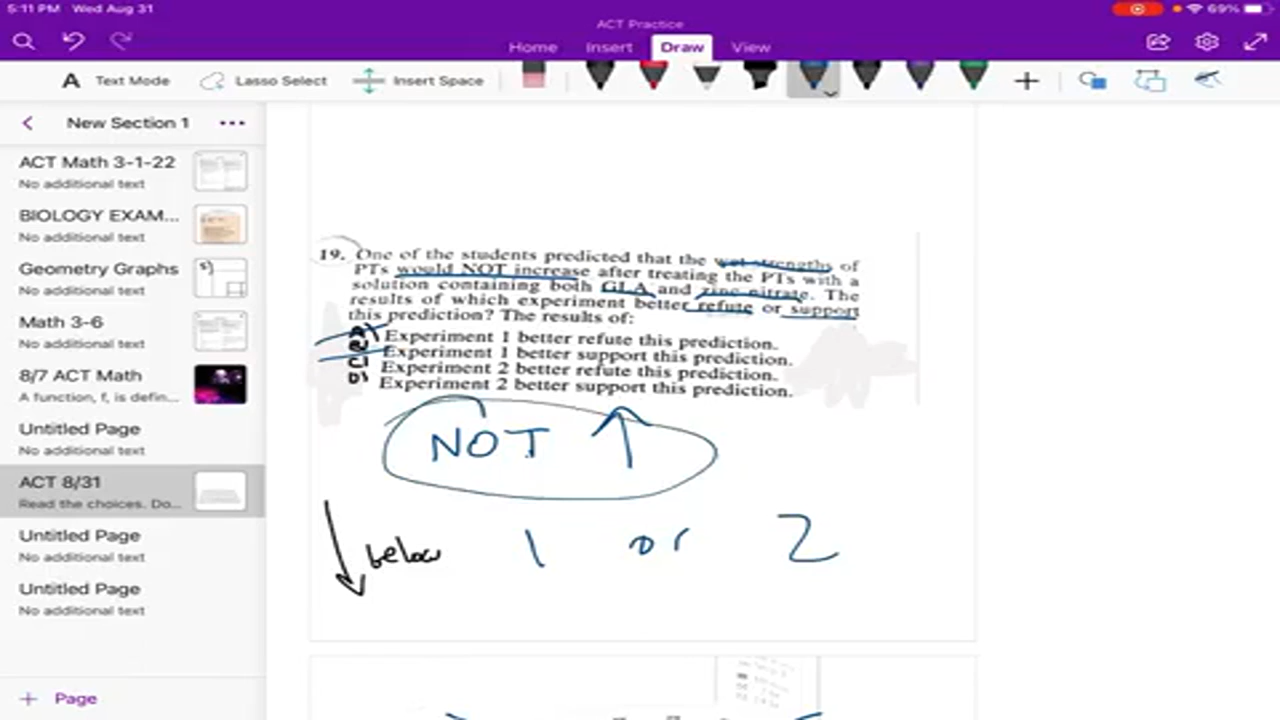 5:11 PM Wed Aug 31
69%
ACT Practice
Home Insert Draw View
A Text Mode Lasso Select Insert Space
New Section 1
ACT Math 3-1-22
No additional text
BIOLOGY EXAM...
No additional text
Geometry Graphs
No additional text
Math 3-6
No additional text
8/7 ACT Math
A function, f, is defin...
Untitled Page
No additional text
ACT 8/31
Read the choices. Do...
Untitled Page
No additional text
Untitled Page
No additional text
+ Page
19. One of the students predicted that the wet strengths of
PTs would NOT increase after treating the PTs with a
solution containing both GLA and zinc nitrate. The
results of which experiment better refute or support
this prediction? The results of:
A) Experiment 1 better refute this prediction.
B) Experiment 1 better support this prediction.
C) Experiment 2 better refute this prediction.
D) Experiment 2 better support this prediction.
NOT ↑
↓ below 1 or 2